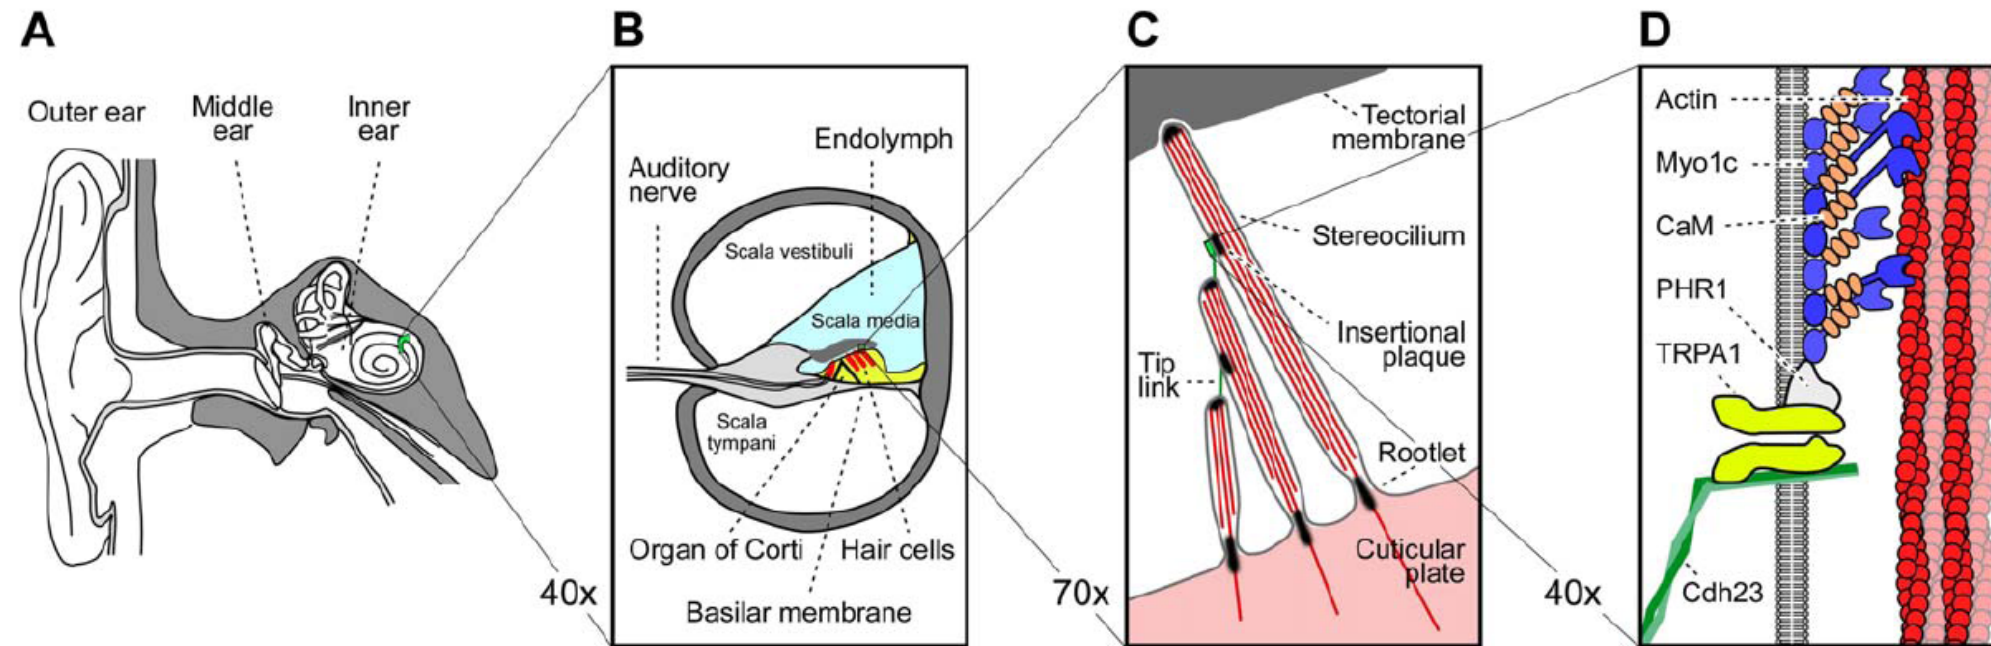 A
Outer ear
Middle
ear
Inner
ear
40x
B
Auditory
nerve
Endolymph
Scala vestibuli
Scala media
Scala
tympani
Organ of Corti
Hair cells
Basilar membrane
70x
C
Tectorial
membrane
Stereocilium
Insertional
plaque
Tip
link
Rootlet
Cuticular
plate
40x
D
Actin
Myo1c
CaM
PHR1
TRPA1
Cdh23